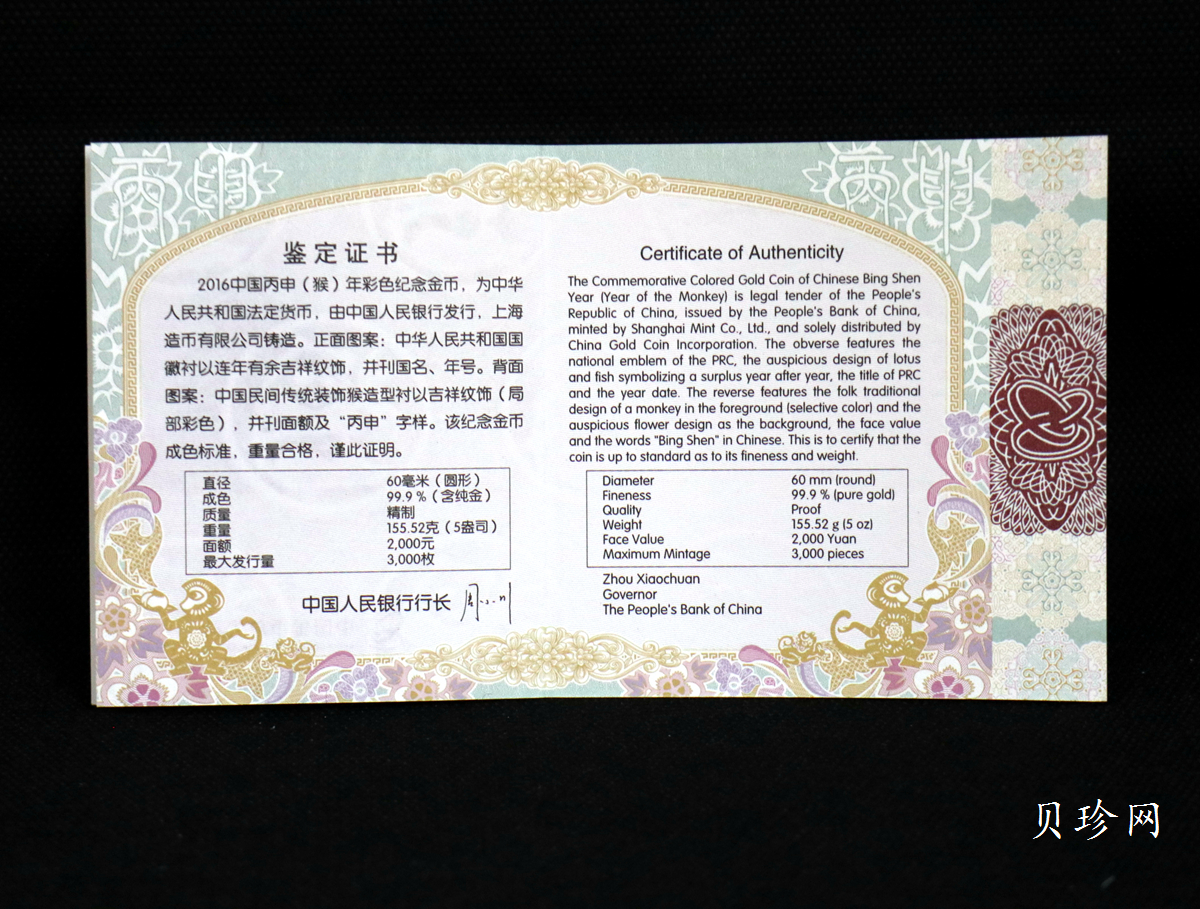 丙申
丙申
鉴定证书
2016中国丙申（猴）年彩色纪念金币，为中华
人民共和国法定货币，由中国人民银行发行，上海
造币有限公司铸造。正面图案：中华人民共和国国
徽衬以连年有余吉祥纹饰，并刊国名、年号。背面
图案：中国民间传统装饰猴造型衬以吉祥纹饰（局
部彩色），并刊面额及“丙申”字样。该纪念金币
成色标准，重量合格，谨此证明。
直径 60毫米（圆形）
成色 99.9％（含纯金）
质量 精制
重量 155.52克（5盎司）
面额 2,000元
最大发行量 3,000枚
中国人民银行行长 周小川
Certificate of Authenticity
The Commemorative Colored Gold Coin of Chinese Bing Shen
Year (Year of the Monkey) is legal tender of the People's
Republic of China, issued by the People's Bank of China,
minted by Shanghai Mint Co., Ltd., and solely distributed by
China Gold Coin Incorporation. The obverse features the
national emblem of the PRC, the auspicious design of lotus
and fish symbolizing a surplus year after year, the title of PRC
and the year date. The reverse features the folk traditional
design of a monkey in the foreground (selective color) and the
auspicious flower design as the background, the face value
and the words "Bing Shen" in Chinese. This is to certify that the
coin is up to standard as to its fineness and weight.
Diameter 60 mm (round)
Fineness 99.9 % (pure gold)
Quality Proof
Weight 155.52 g (5 oz)
Face Value 2,000 Yuan
Maximum Mintage 3,000 pieces
Zhou Xiaochuan
Governor
The People's Bank of China
贝珍网